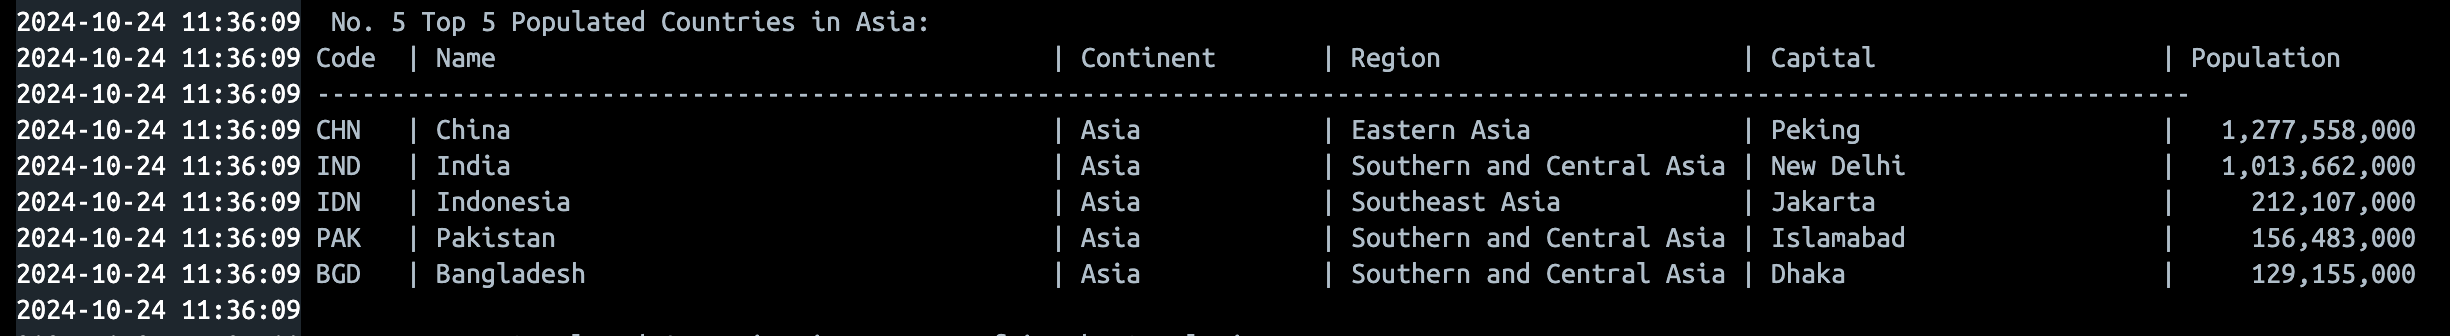 2024-10-24 11:36:09 No. 5 Top 5 Populated Countries in Asia:
2024-10-24 11:36:09 Code | Name | Continent | Region | Capital | Population
2024-10-24 11:36:09 -----------------------------------------------------------------------------------------------------------------------------
2024-10-24 11:36:09 CHN | China | Asia | Eastern Asia | Peking | 1,277,558,000
2024-10-24 11:36:09 IND | India | Asia | Southern and Central Asia | New Delhi | 1,013,662,000
2024-10-24 11:36:09 IDN | Indonesia | Asia | Southeast Asia | Jakarta | 212,107,000
2024-10-24 11:36:09 PAK | Pakistan | Asia | Southern and Central Asia | Islamabad | 156,483,000
2024-10-24 11:36:09 BGD | Bangladesh | Asia | Southern and Central Asia | Dhaka | 129,155,000
2024-10-24 11:36:09